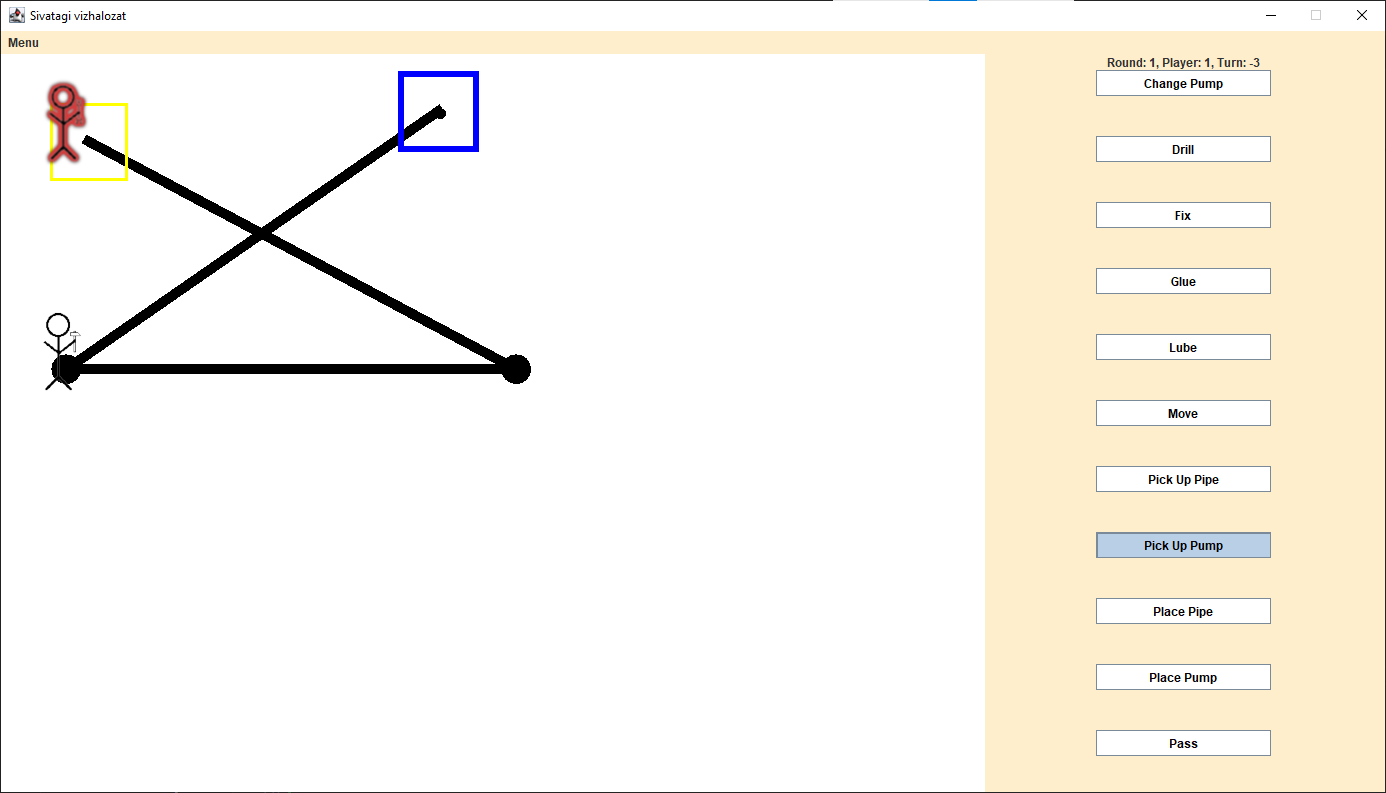 Sivatagi vizhalozat
Menu
Round: 1, Player: 1, Turn: -3
Change Pump
Drill
Fix
Glue
Lube
Move
Pick Up Pipe
Pick Up Pump
Place Pipe
Place Pump
Pass